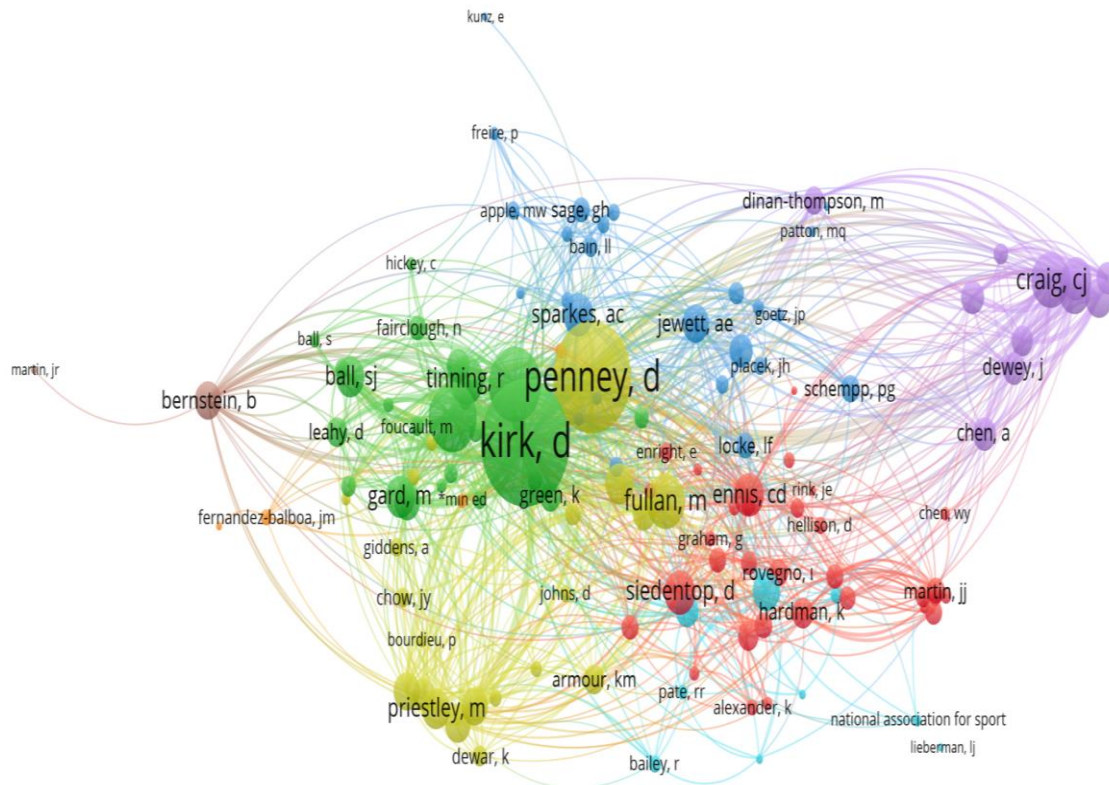 kunz, e
freire, p
apple, mw
sage, gh
dinan-thompson, m
patton, mq
bain, ll
hickey, c
craig, cj
fairclough, n
sparkes, ac
jewett, ae
goetz, jp
ball, s
martin, jr
ball, sj
tinning, r
penney, d
placek, jh
dewey, j
schempp, pg
bernstein, b
foucault, m
leahy, d
kirk, d
chen, a
enright, e
locke, lf
gard, m
*min ed
green, k
fullan, m
ennis, cd
rink, je
fernandez-balboa, jm
hellison, d
chen, wy
giddens, a
graham, g
rovegno, i
chow, jy
johns, d
siedentop, d
hardman, k
martin, jj
bourdieu, p
armour, km
pate, rr
priestley, m
alexander, k
national association for sport
lieberman, lj
dewar, k
bailey, r